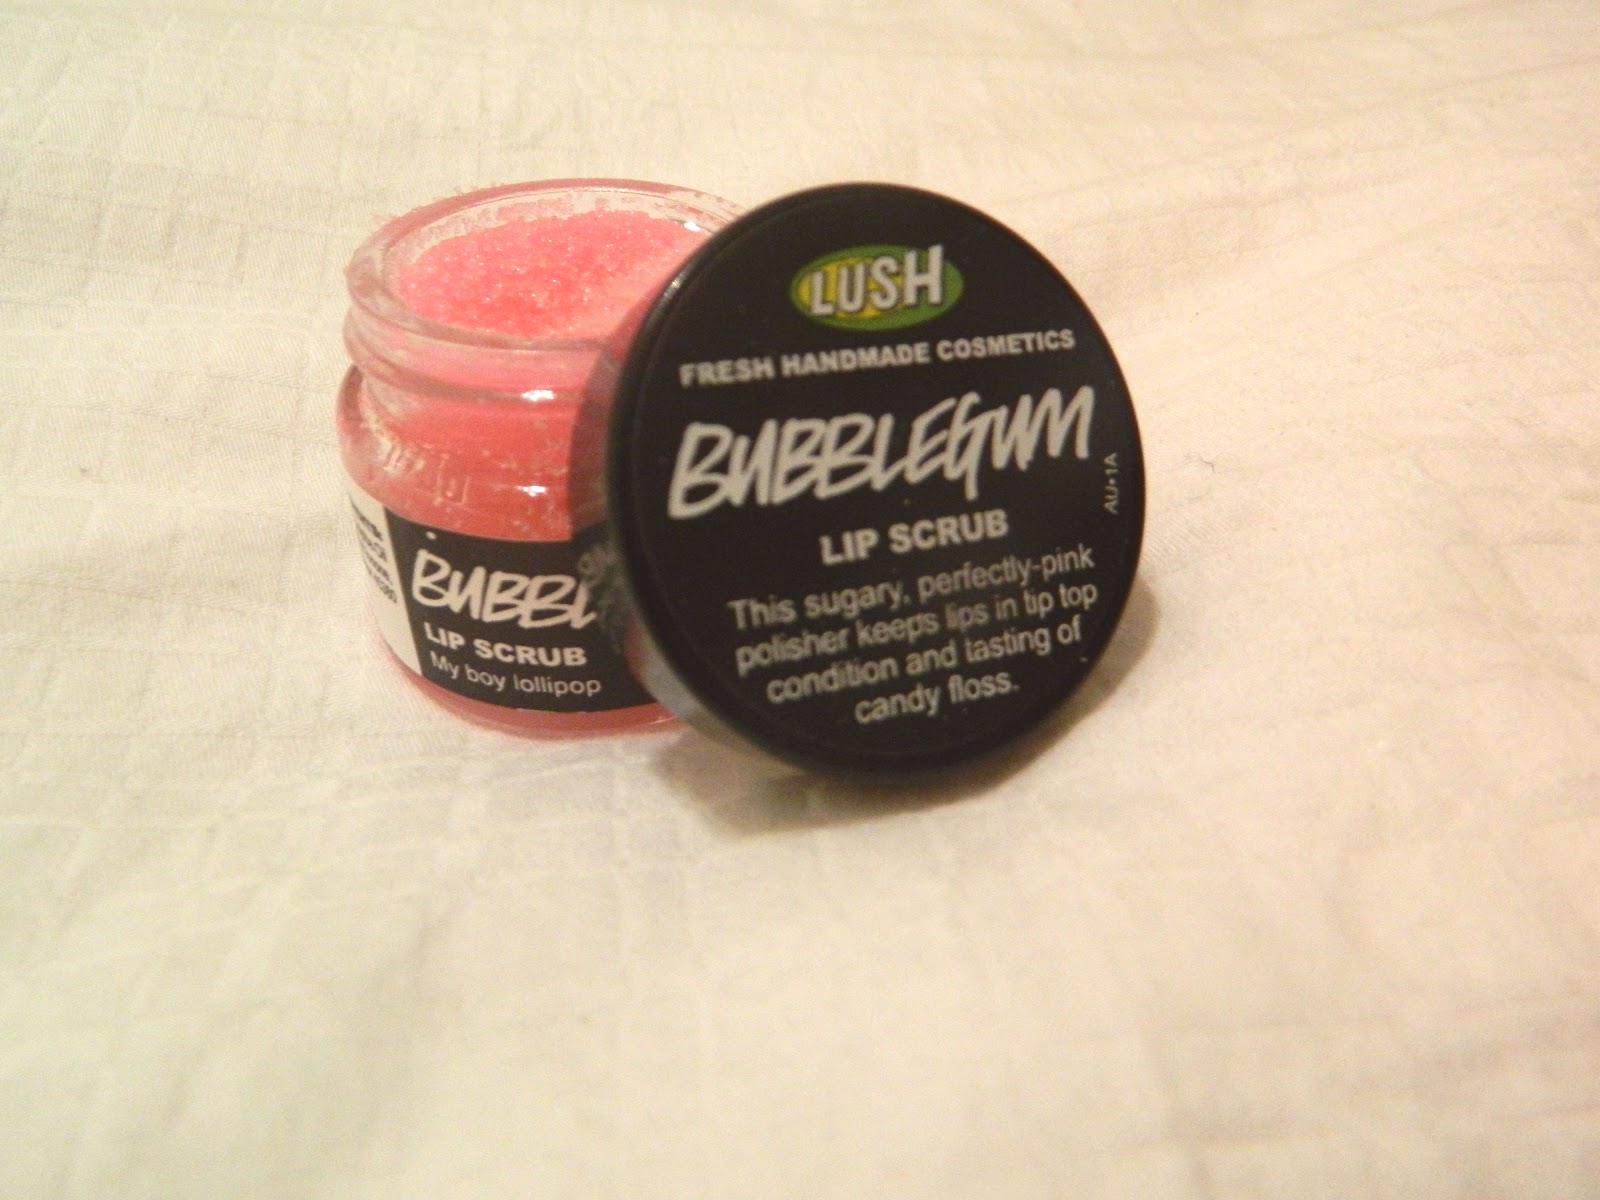 LUSH
FRESH HANDMADE COSMETICS
BUBBLEGUM
LIP SCRUB
This sugary, perfectly-pink
polisher keeps lips in tip top
condition and tasting of
candy floss.
AU•1A
BUBBL
LIP SCRUB
My boy lollipop